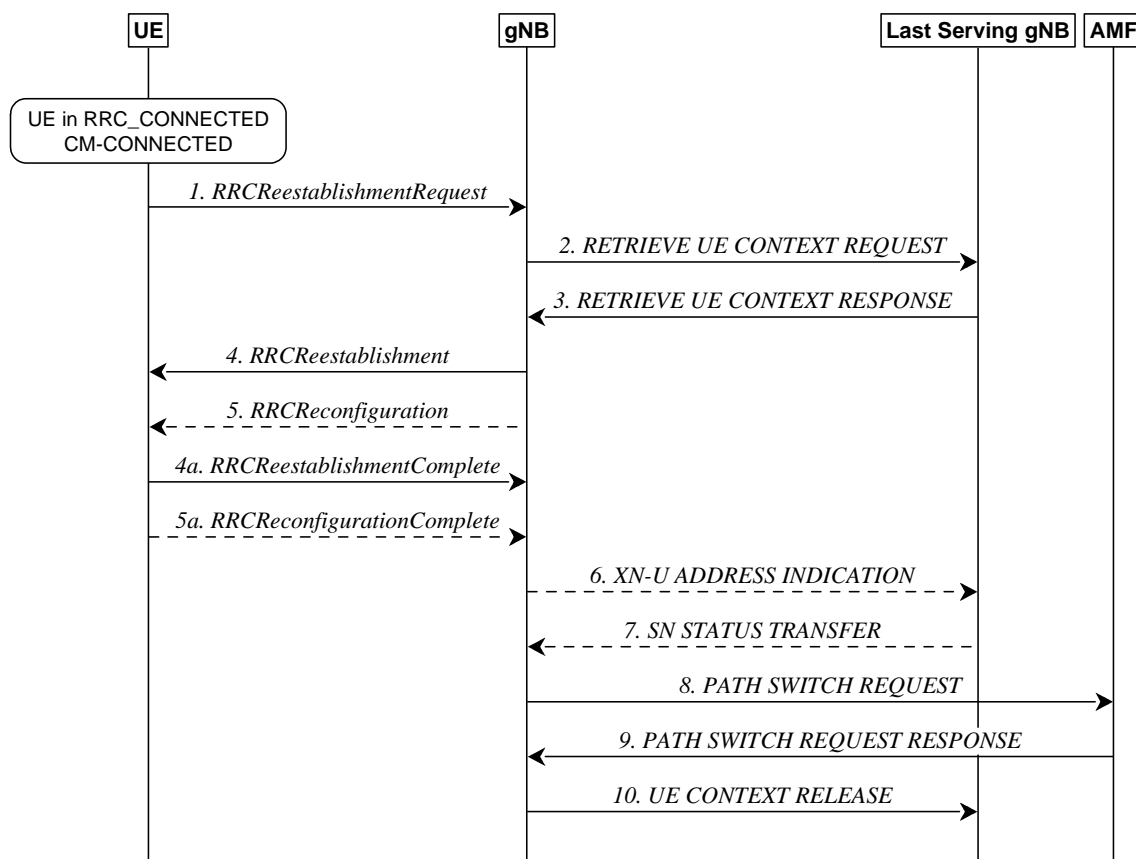 UE
gNB
Last Serving gNB
AMF
UE in RRC_CONNECTED
CM-CONNECTED
1. RRCReestablishmentRequest
2. RETRIEVE UE CONTEXT REQUEST
3. RETRIEVE UE CONTEXT RESPONSE
4. RRCReestablishment
5. RRCReconfiguration
4a. RRCReestablishmentComplete
5a. RRCReconfigurationComplete
6. XN-U ADDRESS INDICATION
7. SN STATUS TRANSFER
8. PATH SWITCH REQUEST
9. PATH SWITCH REQUEST RESPONSE
10. UE CONTEXT RELEASE